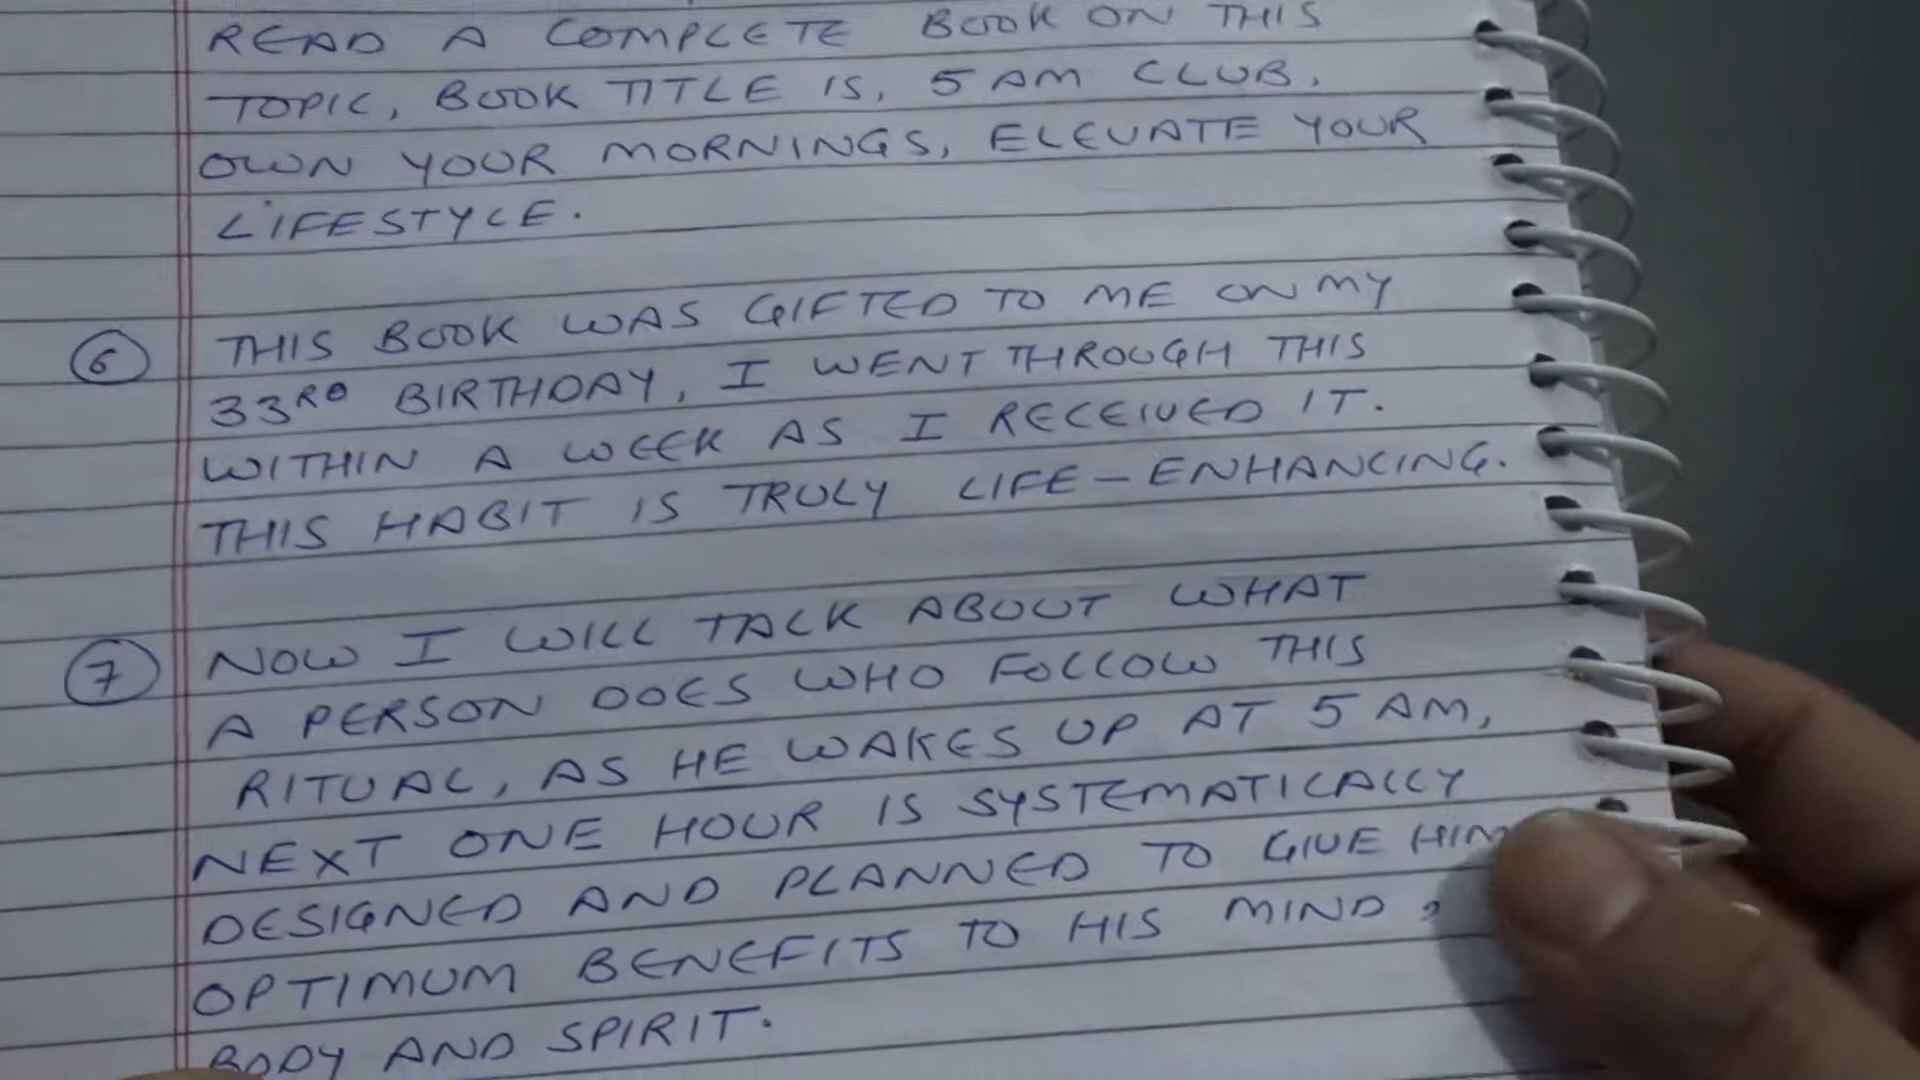 READ A COMPLETE BOOK ON THIS
TOPIC, BOOK TITLE IS, 5 AM CLUB,
OWN YOUR MORNINGS, ELEVATE YOUR
LIFESTYLE.
6 THIS BOOK WAS GIFTED TO ME ON MY
33RD BIRTHDAY, I WENT THROUGH THIS
WITHIN A WEEK AS I RECEIVED IT.
THIS HABIT IS TRULY LIFE-ENHANCING.
7 NOW I WILL TALK ABOUT WHAT
A PERSON DOES WHO FOLLOW THIS
RITUAL, AS HE WAKES UP AT 5 AM,
NEXT ONE HOUR IS SYSTEMATICALLY
DESIGNED AND PLANNED TO GIVE HIM
OPTIMUM BENEFITS TO HIS MIND,
BODY AND SPIRIT.